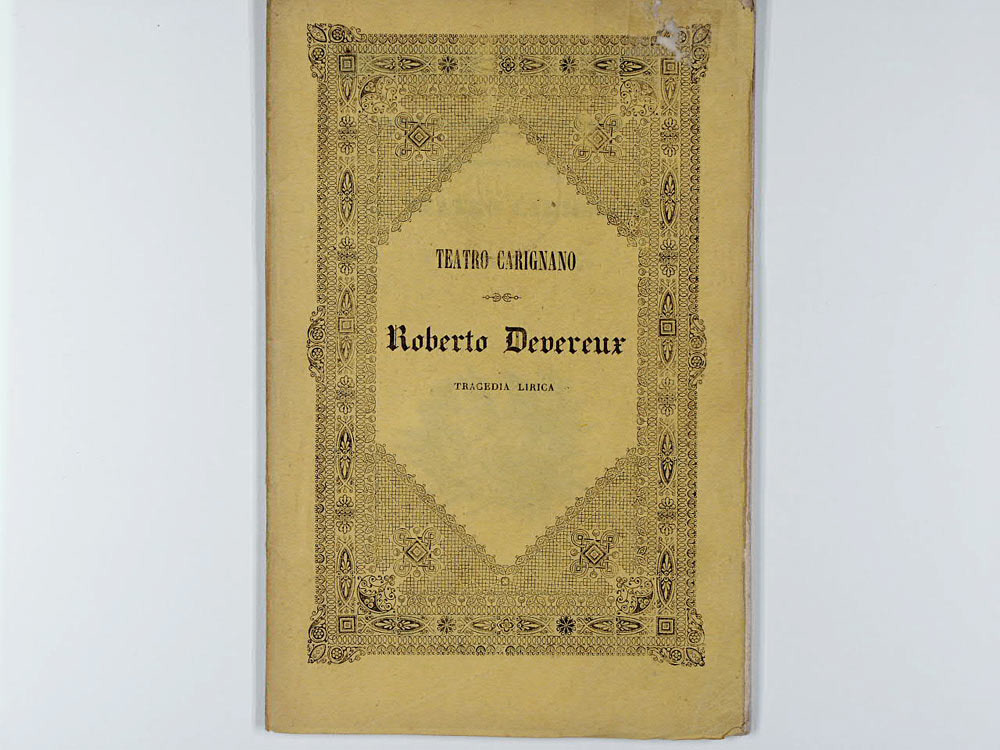 TEATRO CARIGNANO
Roberto Devereux
TRAGEDIA LIRICA